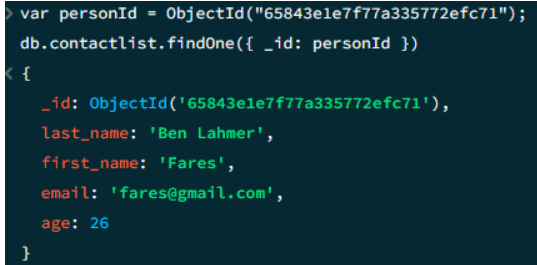 > var personId = ObjectId("65843e1e7f77a335772efc71");
db.contactlist.findOne({ _id: personId })
< {
_id: ObjectId('65843e1e7f77a335772efc71'),
last_name: 'Ben Lahmer',
first_name: 'Fares',
email: 'fares@gmail.com',
age: 26
}